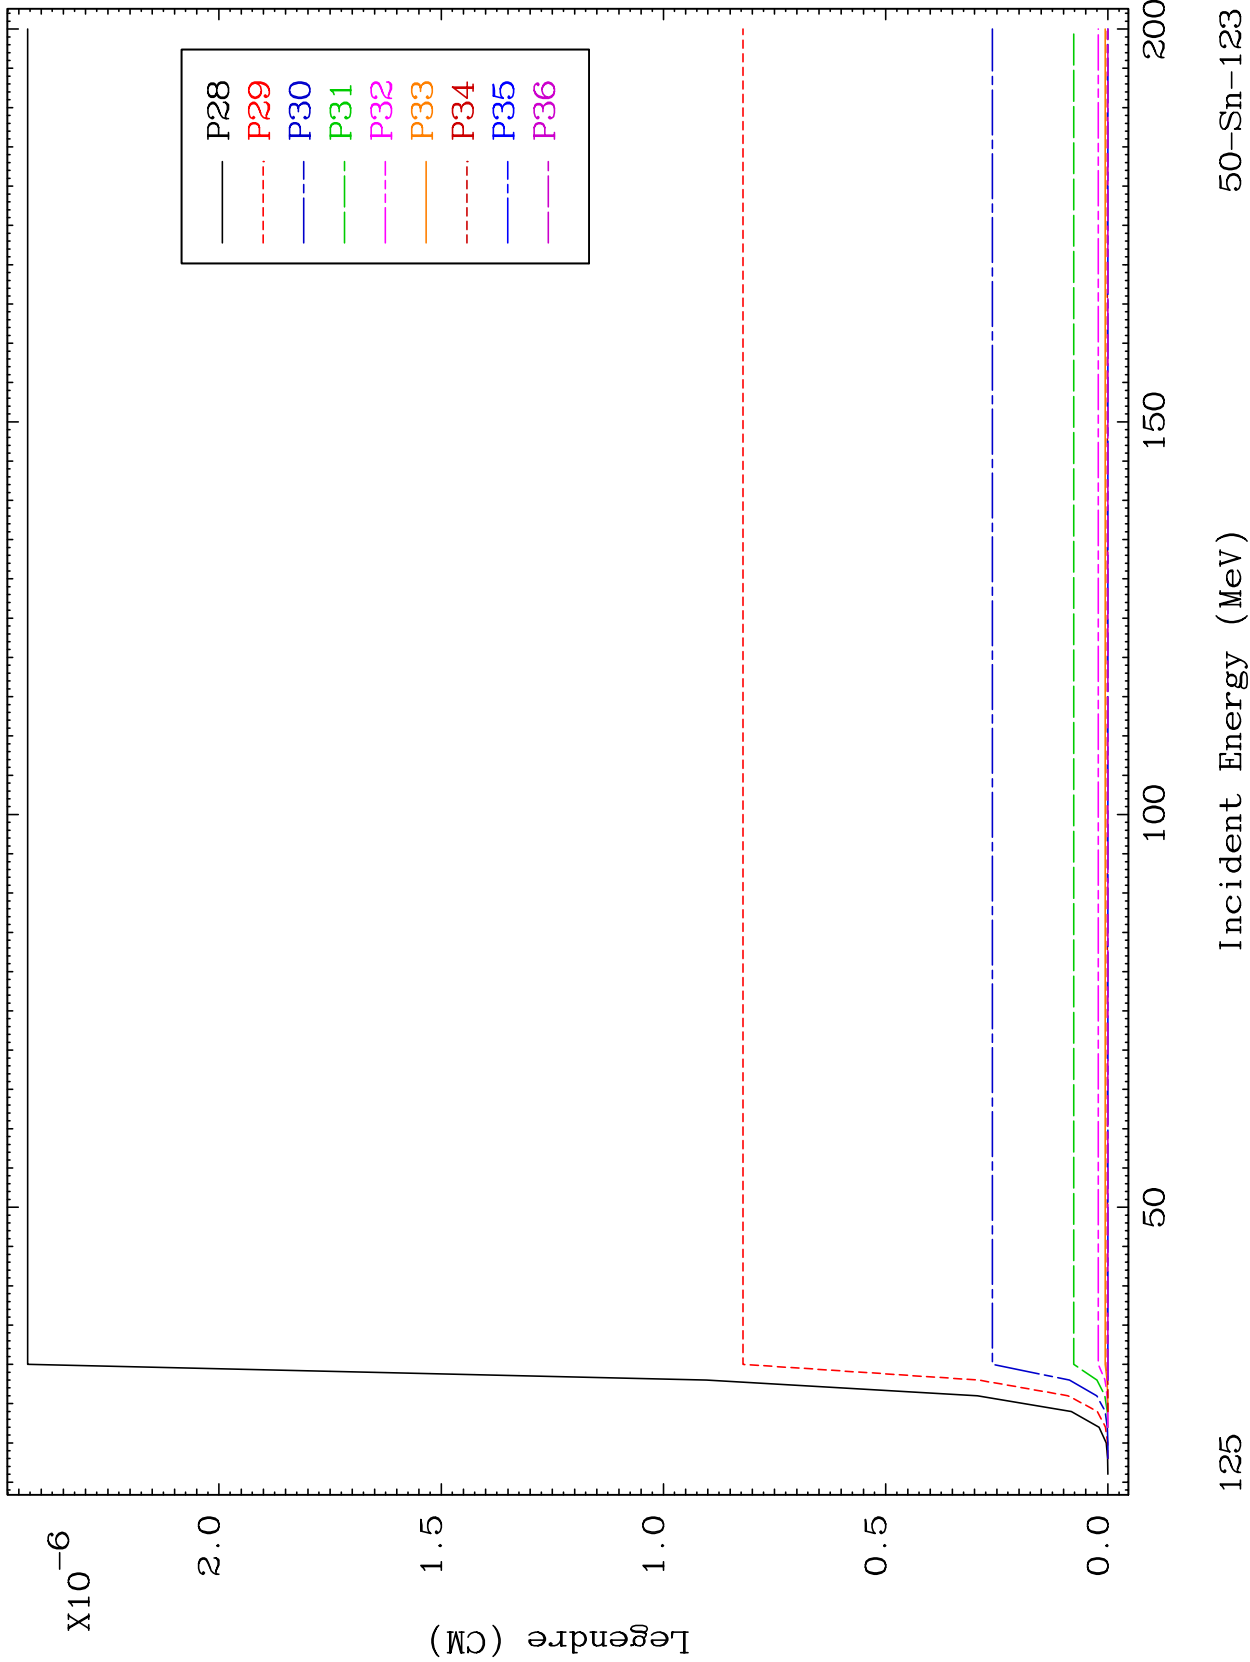 X10-6
2.0
1.5
1.0
0.5
0.0
Legendre (CM)
P28
P29
P30
P31
P32
P33
P34
P35
P36
50
100
150
200
Incident Energy (MeV)
125
50-Sn-123